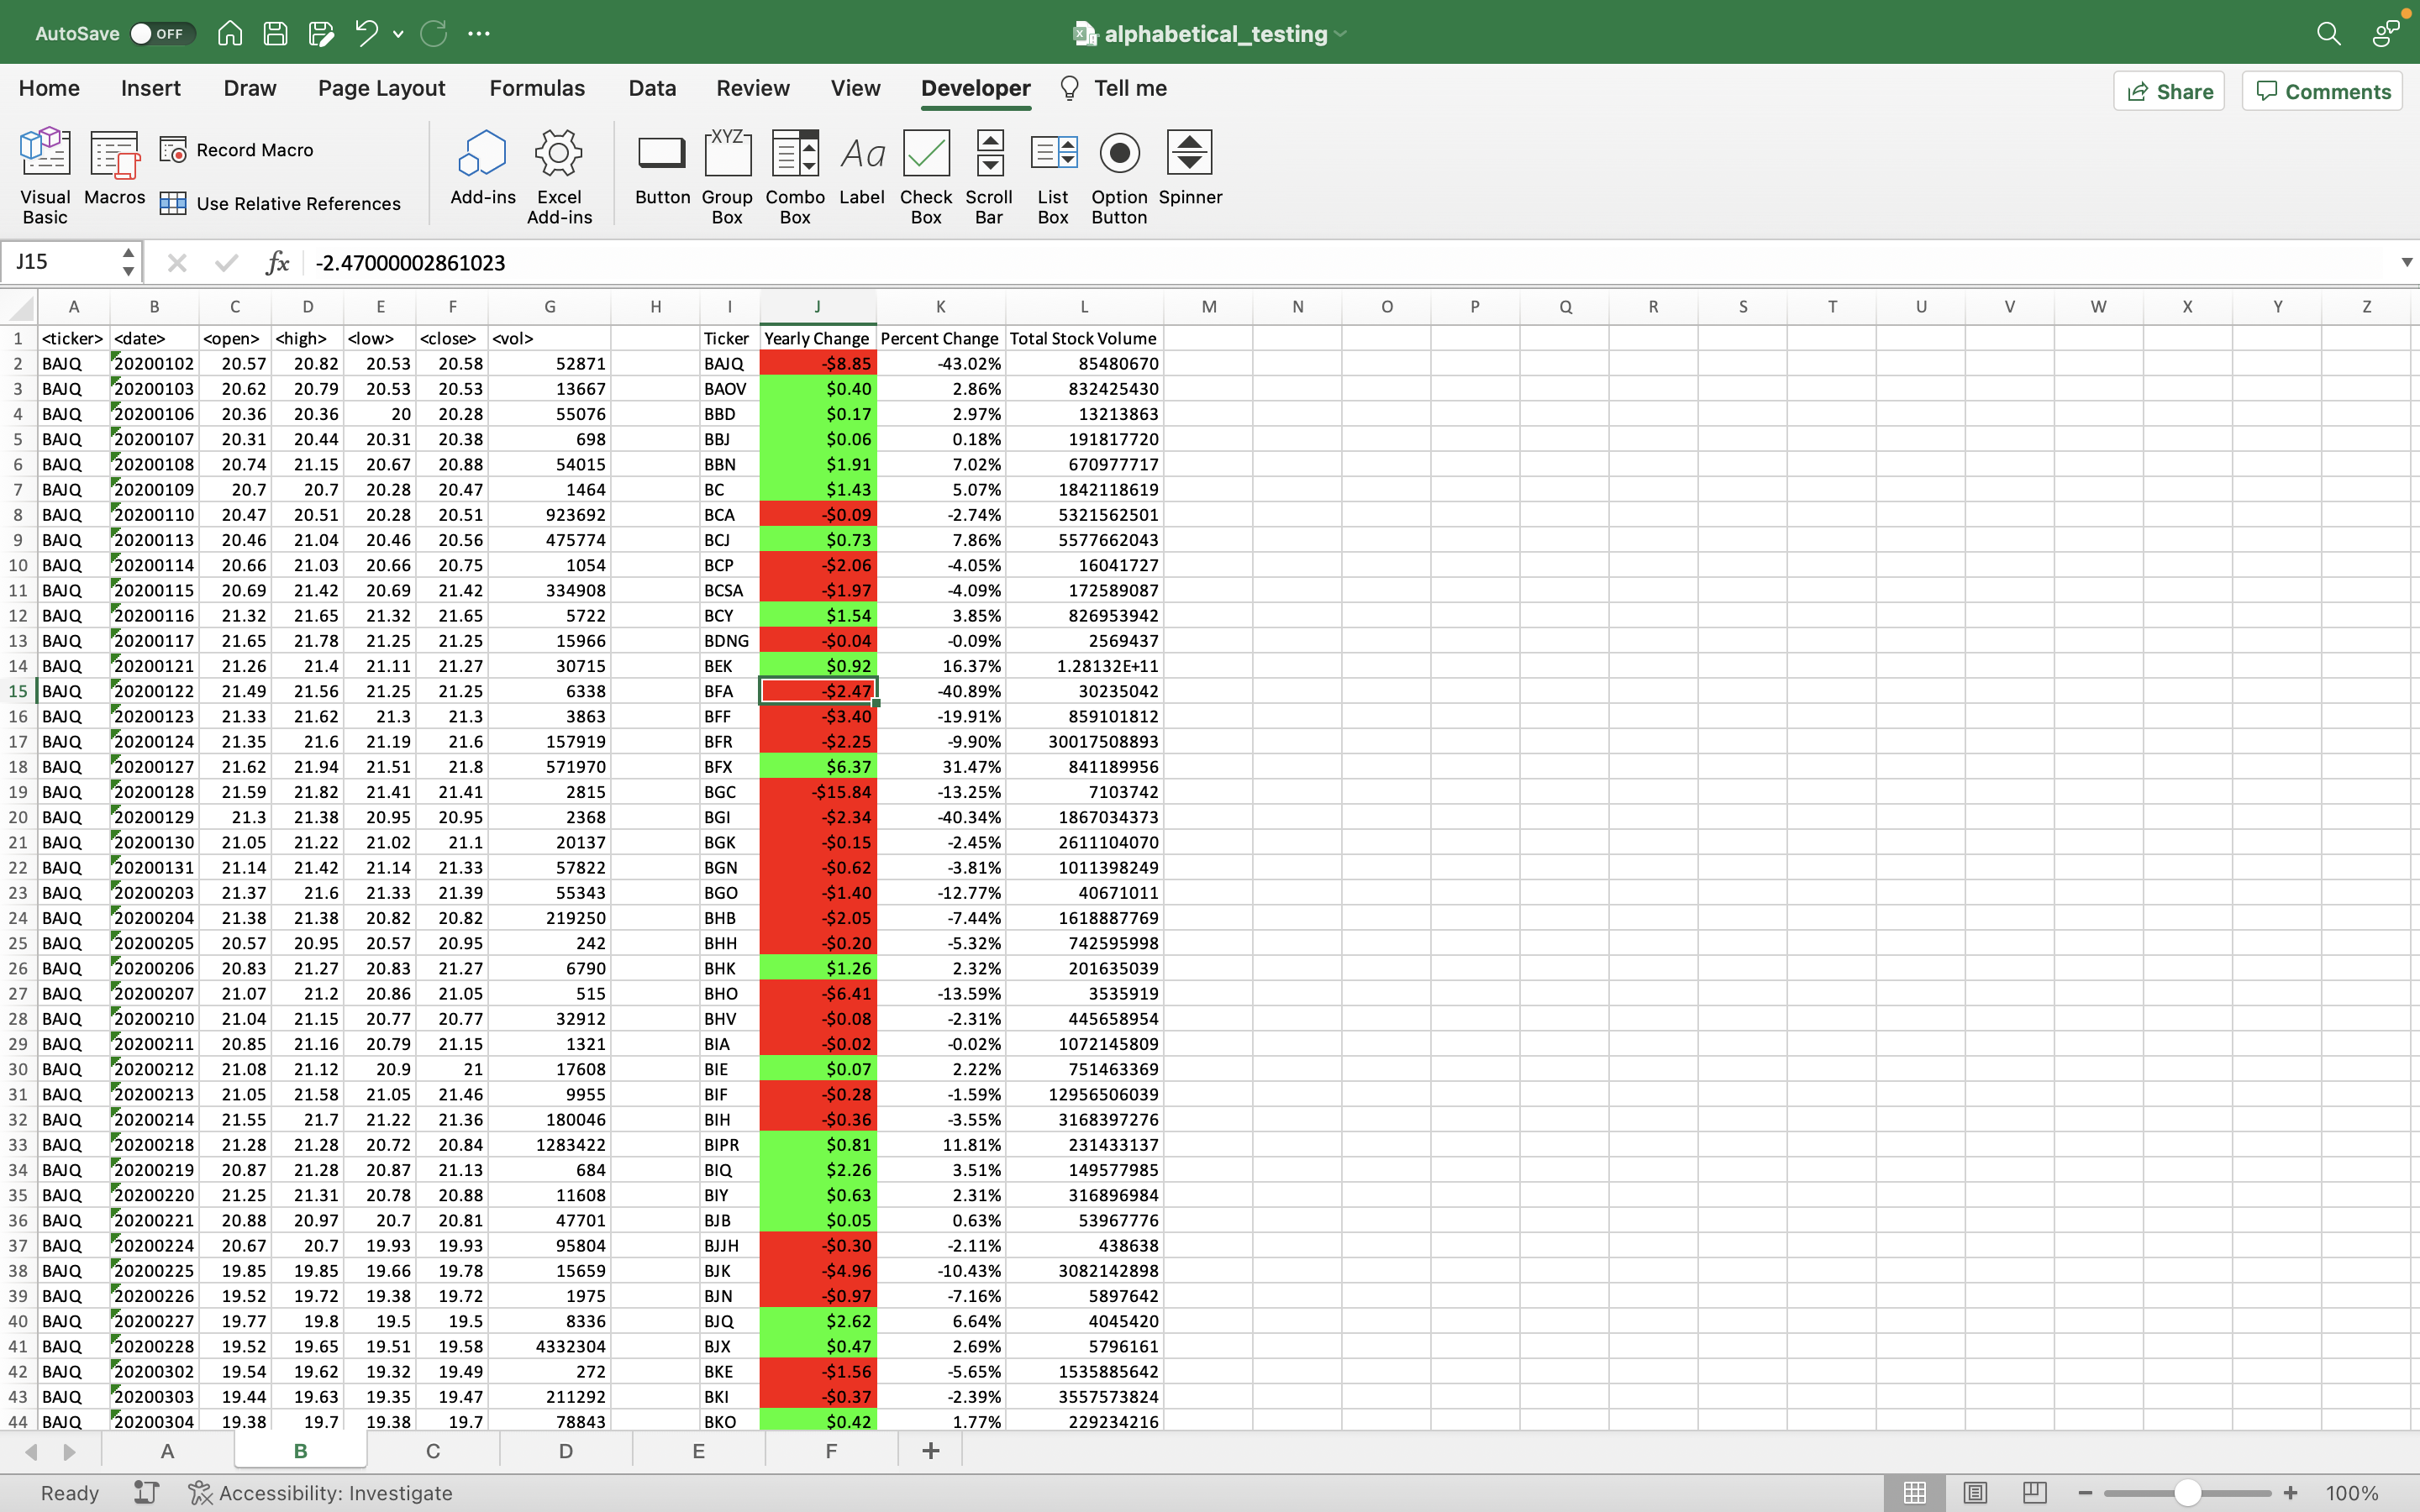 AutoSave OFF alphabetical_testing
Home Insert Draw Page Layout Formulas Data Review View Developer Tell me Share Comments
Visual Basic Macros Record Macro Use Relative References Add-ins Excel Add-ins Button XYZ Group Box Combo Box Aa Label Check Box Scroll Bar List Box Option Button Spinner
J15 fx -2.47000002861023
A B C D E F G H I J K L M N O P Q R S T U V W X Y Z
1 <ticker> <date> <open> <high> <low> <close> <vol> Ticker Yearly Change Percent Change Total Stock Volume
2 BAJQ 20200102 20.57 20.82 20.53 20.58 52871 BAJQ -$8.85 -43.02% 85480670
3 BAJQ 20200103 20.62 20.79 20.53 20.53 13667 BAOV $0.40 2.86% 832425430
4 BAJQ 20200106 20.36 20.36 20 20.28 55076 BBD $0.17 2.97% 13213863
5 BAJQ 20200107 20.31 20.44 20.31 20.38 698 BBJ $0.06 0.18% 191817720
6 BAJQ 20200108 20.74 21.15 20.67 20.88 54015 BBN $1.91 7.02% 670977717
7 BAJQ 20200109 20.7 20.7 20.28 20.47 1464 BC $1.43 5.07% 1842118619
8 BAJQ 20200110 20.47 20.51 20.28 20.51 923692 BCA -$0.09 -2.74% 5321562501
9 BAJQ 20200113 20.46 21.04 20.46 20.56 475774 BCJ $0.73 7.86% 5577662043
10 BAJQ 20200114 20.66 21.03 20.66 20.75 1054 BCP -$2.06 -4.05% 16041727
11 BAJQ 20200115 20.69 21.42 20.69 21.42 334908 BCSA -$1.97 -4.09% 172589087
12 BAJQ 20200116 21.32 21.65 21.32 21.65 5722 BCY $1.54 3.85% 826953942
13 BAJQ 20200117 21.65 21.78 21.25 21.25 15966 BDNG -$0.04 -0.09% 2569437
14 BAJQ 20200121 21.26 21.4 21.11 21.27 30715 BEK $0.92 16.37% 1.28132E+11
15 BAJQ 20200122 21.49 21.56 21.25 21.25 6338 BFA -$2.47 -40.89% 30235042
16 BAJQ 20200123 21.33 21.62 21.3 21.3 3863 BFF -$3.40 -19.91% 859101812
17 BAJQ 20200124 21.35 21.6 21.19 21.6 157919 BFR -$2.25 -9.90% 30017508893
18 BAJQ 20200127 21.62 21.94 21.51 21.8 571970 BFX $6.37 31.47% 841189956
19 BAJQ 20200128 21.59 21.82 21.41 21.41 2815 BGC -$15.84 -13.25% 7103742
20 BAJQ 20200129 21.3 21.38 20.95 20.95 2368 BGI -$2.34 -40.34% 1867034373
21 BAJQ 20200130 21.05 21.22 21.02 21.1 20137 BGK -$0.15 -2.45% 2611104070
22 BAJQ 20200131 21.14 21.42 21.14 21.33 57822 BGN -$0.62 -3.81% 1011398249
23 BAJQ 20200203 21.37 21.6 21.33 21.39 55343 BGO -$1.40 -12.77% 40671011
24 BAJQ 20200204 21.38 21.38 20.82 20.82 219250 BHB -$2.05 -7.44% 1618887769
25 BAJQ 20200205 20.57 20.95 20.57 20.95 242 BHH -$0.20 -5.32% 742595998
26 BAJQ 20200206 20.83 21.27 20.83 21.27 6790 BHK $1.26 2.32% 201635039
27 BAJQ 20200207 21.07 21.2 20.86 21.05 515 BHO -$6.41 -13.59% 3535919
28 BAJQ 20200210 21.04 21.15 20.77 20.77 32912 BHV -$0.08 -2.31% 445658954
29 BAJQ 20200211 20.85 21.16 20.79 21.15 1321 BIA -$0.02 -0.02% 1072145809
30 BAJQ 20200212 21.08 21.12 20.9 21 17608 BIE $0.07 2.22% 751463369
31 BAJQ 20200213 21.05 21.58 21.05 21.46 9955 BIF -$0.28 -1.59% 12956506039
32 BAJQ 20200214 21.55 21.7 21.22 21.36 180046 BIH -$0.36 -3.55% 3168397276
33 BAJQ 20200218 21.28 21.28 20.72 20.84 1283422 BIPR $0.81 11.81% 231433137
34 BAJQ 20200219 20.87 21.28 20.87 21.13 684 BIQ $2.26 3.51% 149577985
35 BAJQ 20200220 21.25 21.31 20.78 20.88 11608 BIY $0.63 2.31% 316896984
36 BAJQ 20200221 20.88 20.97 20.7 20.81 47701 BJB $0.05 0.63% 53967776
37 BAJQ 20200224 20.67 20.7 19.93 19.93 95804 BJJH -$0.30 -2.11% 438638
38 BAJQ 20200225 19.85 19.85 19.66 19.78 15659 BJK -$4.96 -10.43% 3082142898
39 BAJQ 20200226 19.52 19.72 19.38 19.72 1975 BJN -$0.97 -7.16% 5897642
40 BAJQ 20200227 19.77 19.8 19.5 19.5 8336 BJQ $2.62 6.64% 4045420
41 BAJQ 20200228 19.52 19.65 19.51 19.58 4332304 BJX $0.47 2.69% 5796161
42 BAJQ 20200302 19.54 19.62 19.32 19.49 272 BKE -$1.56 -5.65% 1535885642
43 BAJQ 20200303 19.44 19.63 19.35 19.47 211292 BKI -$0.37 -2.39% 3557573824
44 BAJQ 20200304 19.38 19.7 19.38 19.7 78843 BKO $0.42 1.77% 229234216
A B C D E F +
Ready Accessibility: Investigate 100%